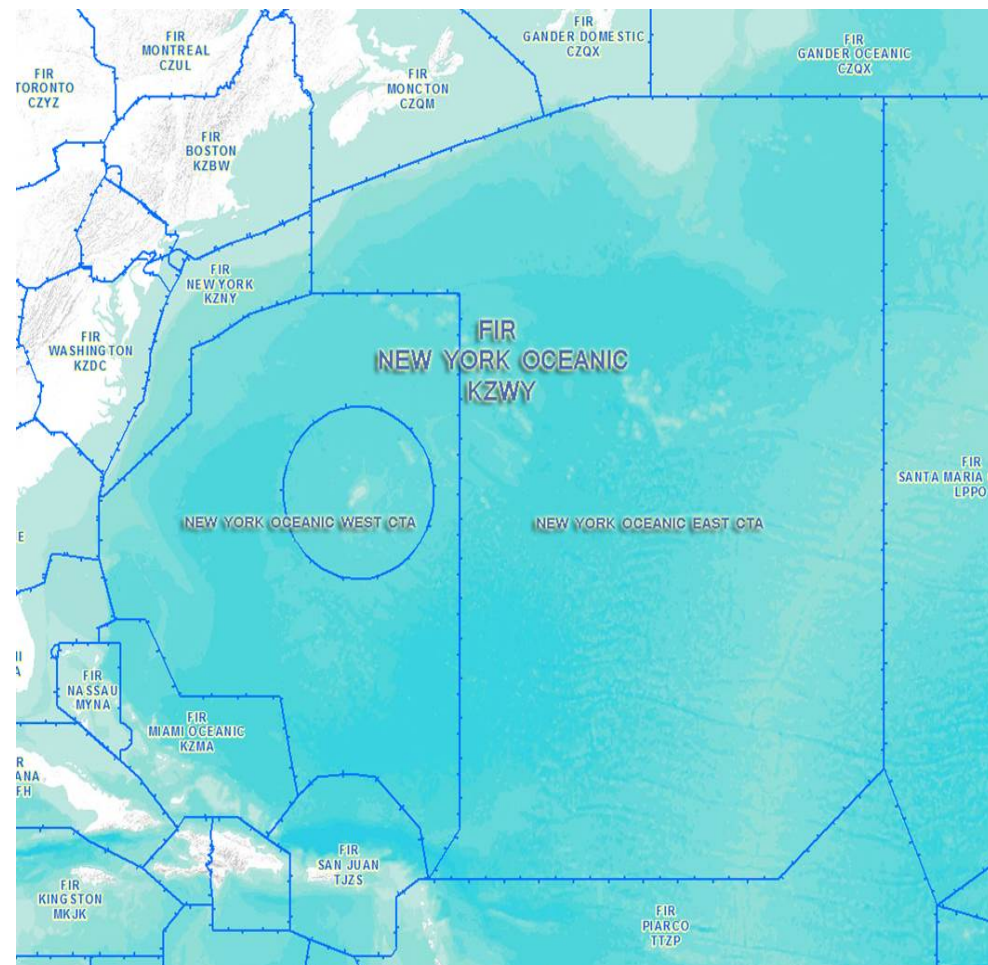 FIR
MONTREAL
CZUL
FIR
GANDER DOMESTIC
CZQX
FIR
GANDER OCEANIC
CZQX
FIR
TORONTO
CZYZ
FIR
MONCTON
CZQM
FIR
BOSTON
KZBW
FIR
NEW YORK
KZNY
FIR
WASHINGTON
KZDC
FIR
NEW YORK OCEANIC
KZWY
FIR
SANTA MARIA
LPPO
NEW YORK OCEANIC WEST CTA
NEW YORK OCEANIC EAST CTA
E
FIR
NASSAU
MYNA
FIR
MIAMI OCEANIC
KZMA
R
ANA
FH
FIR
SAN JUAN
TJZS
FIR
KINGSTON
MKJK
FIR
PIARCO
TTZP